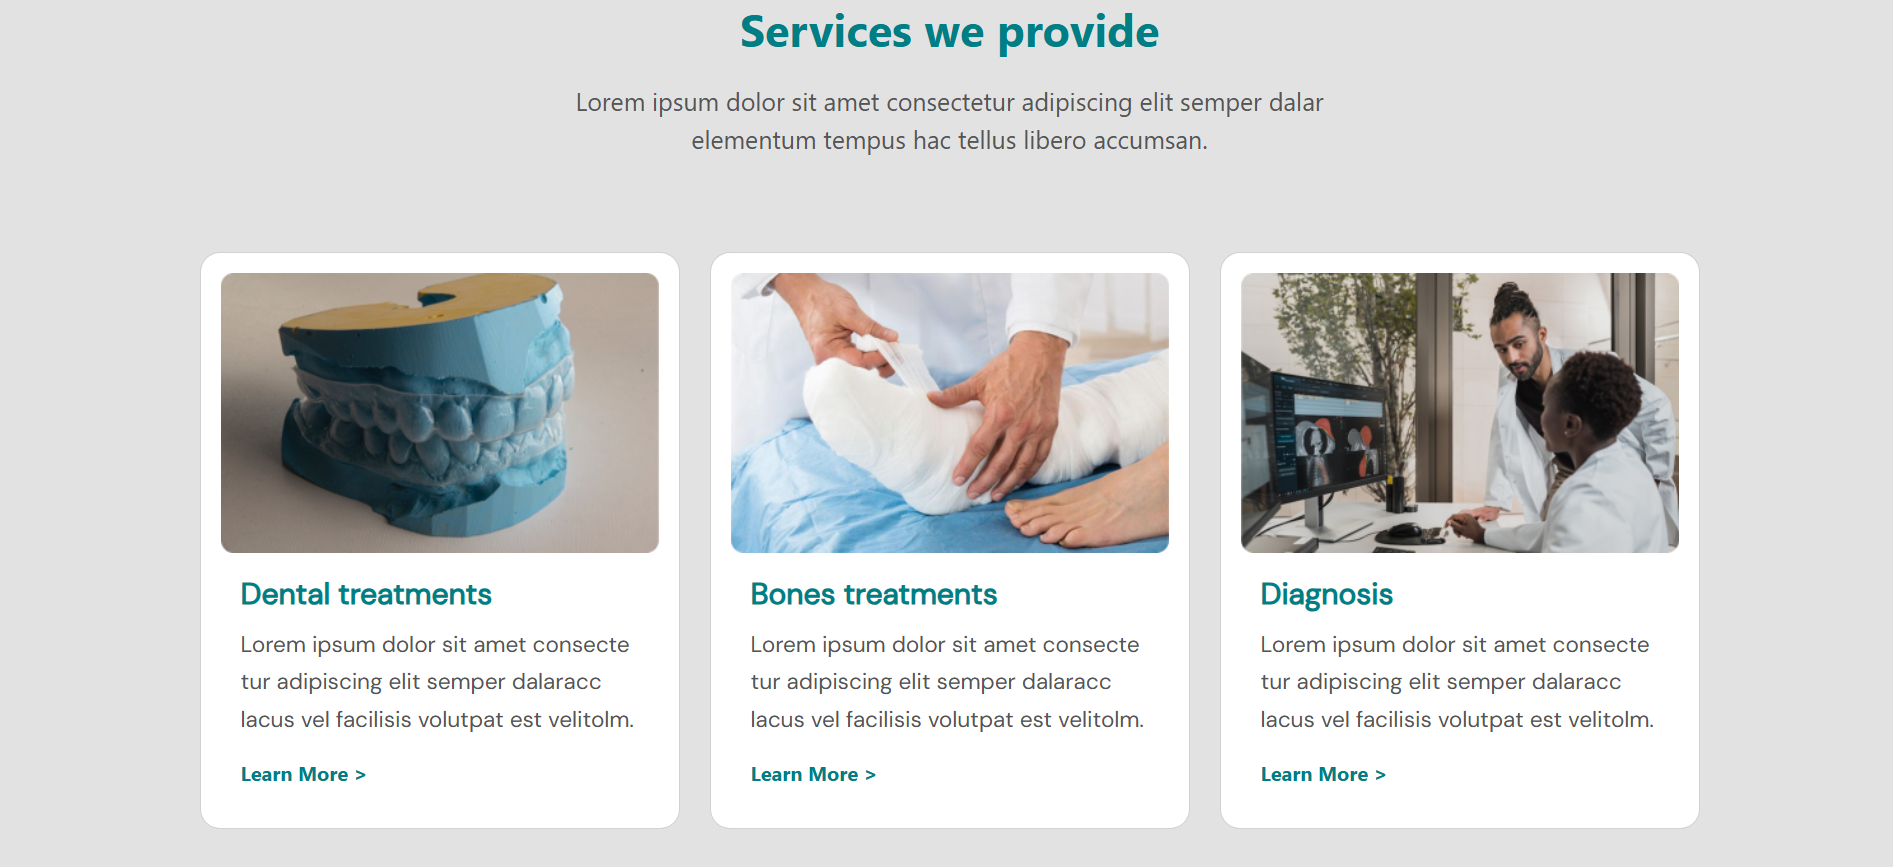 Services we provide
Lorem ipsum dolor sit amet consectetur adipiscing elit semper dalar
elementum tempus hac tellus libero accumsan.
Dental treatments
Lorem ipsum dolor sit amet consecte
tur adipiscing elit semper dalaracc
lacus vel facilisis volutpat est velitolm.
Learn More >
Bones treatments
Lorem ipsum dolor sit amet consecte
tur adipiscing elit semper dalaracc
lacus vel facilisis volutpat est velitolm.
Learn More >
Diagnosis
Lorem ipsum dolor sit amet consecte
tur adipiscing elit semper dalaracc
lacus vel facilisis volutpat est velitolm.
Learn More >